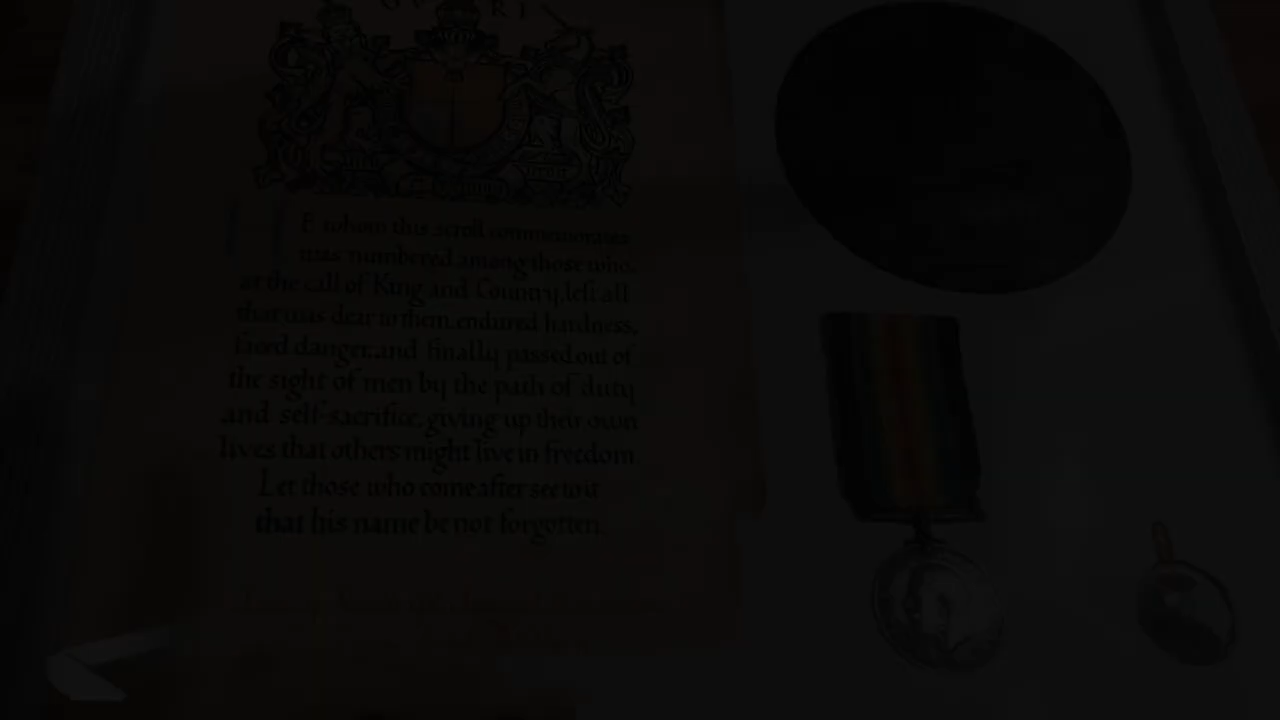 E whom this scroll commemorates
was numbered among those who,
at the call of King and Country, left all
that was dear to them, endured hardness,
faced danger, and finally passed out of
the sight of men by the path of duty
and self-sacrifice, giving up their own
lives that others might live in freedom.
Let those who come after see to it
that his name be not forgotten.